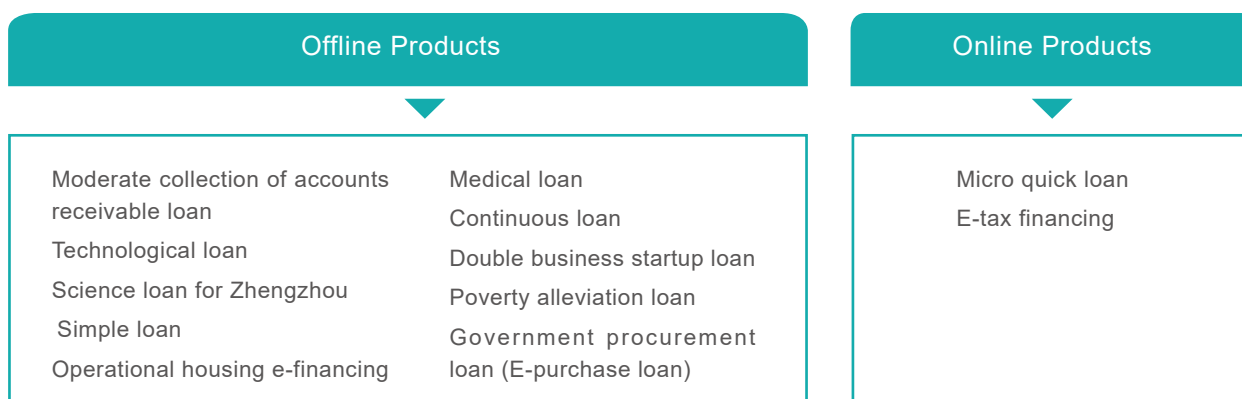 Offline Products
Moderate collection of accounts
receivable loan
Technological loan
Science loan for Zhengzhou
Simple loan
Operational housing e-financing
Medical loan
Continuous loan
Double business startup loan
Poverty alleviation loan
Government procurement
loan (E-purchase loan)
Online Products
Micro quick loan
E-tax financing